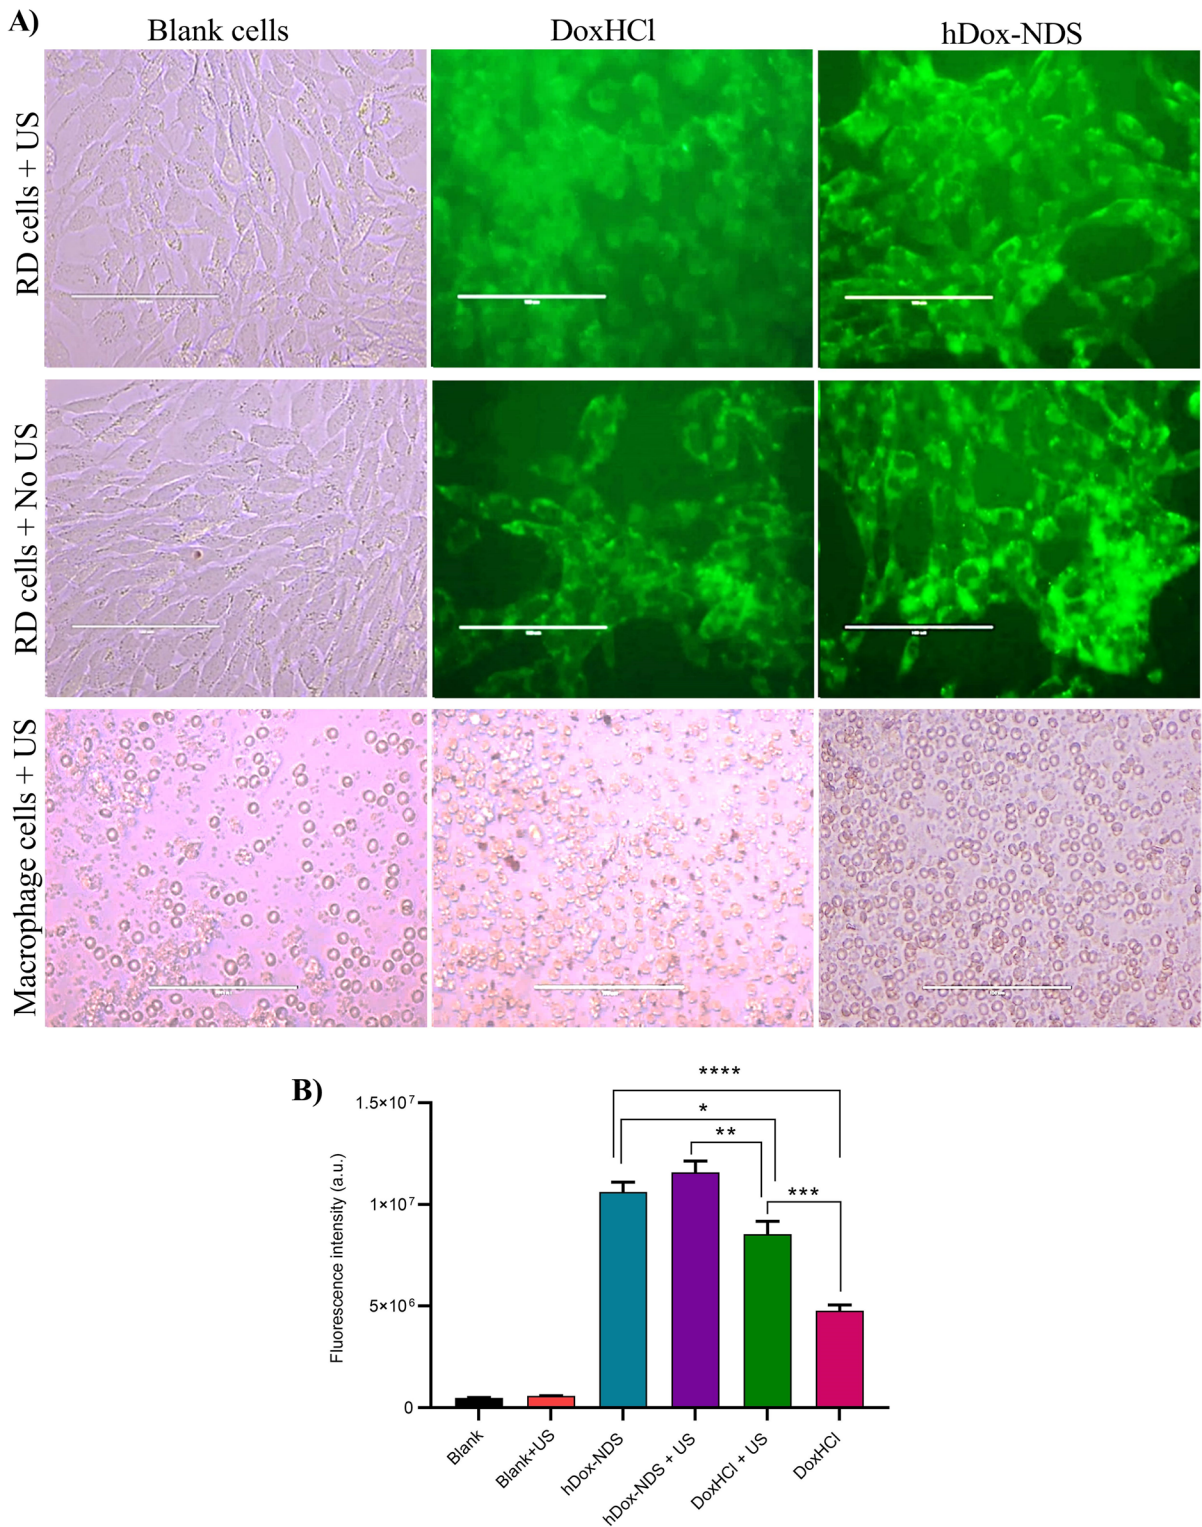 A)
Blank cells
DoxHCl
hDox-NDS
RD cells + US
RD cells + No US
Macrophage cells + US
B)
****
*
**
***
Fluorescence intensity (a.u.)
1.5×10⁷
1×10⁷
5×10⁶
0
Blank
Blank+US
hDox-NDS
hDox-NDS + US
DoxHCl + US
DoxHCl